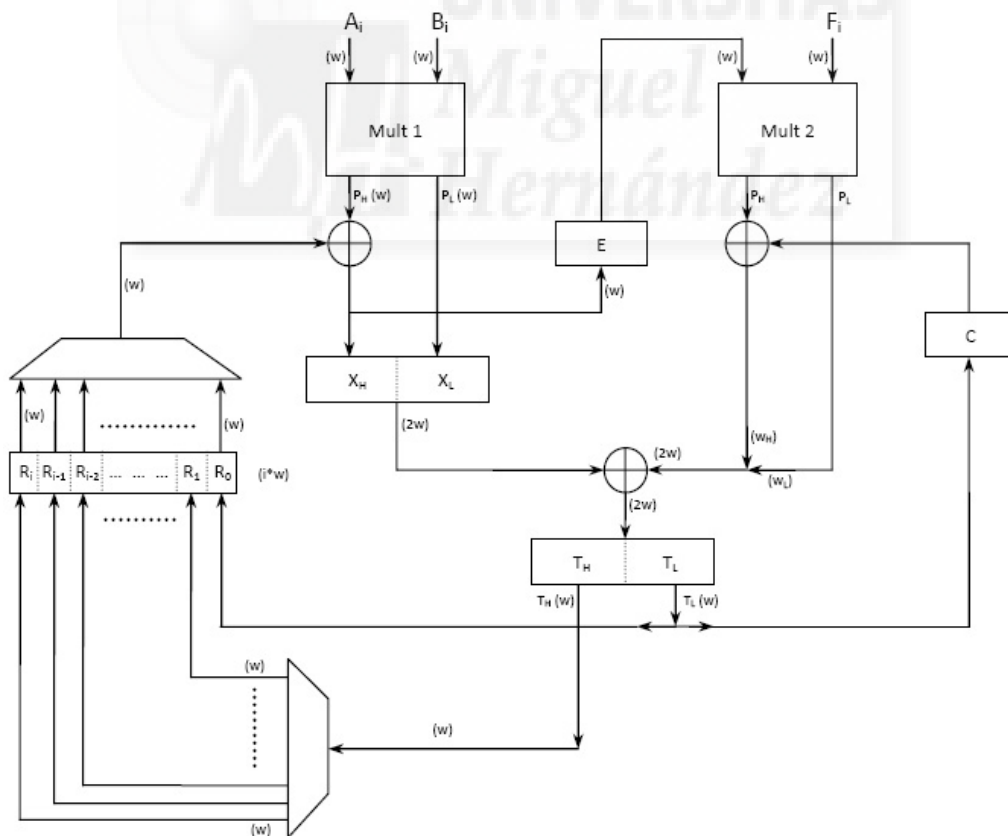 UNIVERSITAS
Miguel
Hernández
A_i B_i F_i
(w) (w) (w) (w)
Mult 1 Mult 2
P_H (w) P_L (w) P_H P_L
E
(w) (w)
C
X_H X_L
(w) (w)
(2w)
(w_H)
R_i R_i-1 R_i-2 ... ... ... R_1 R_0 (i*w)
(2w) (w_L)
(2w)
T_H T_L
T_H (w) T_L (w)
(w)
(w)
(w)